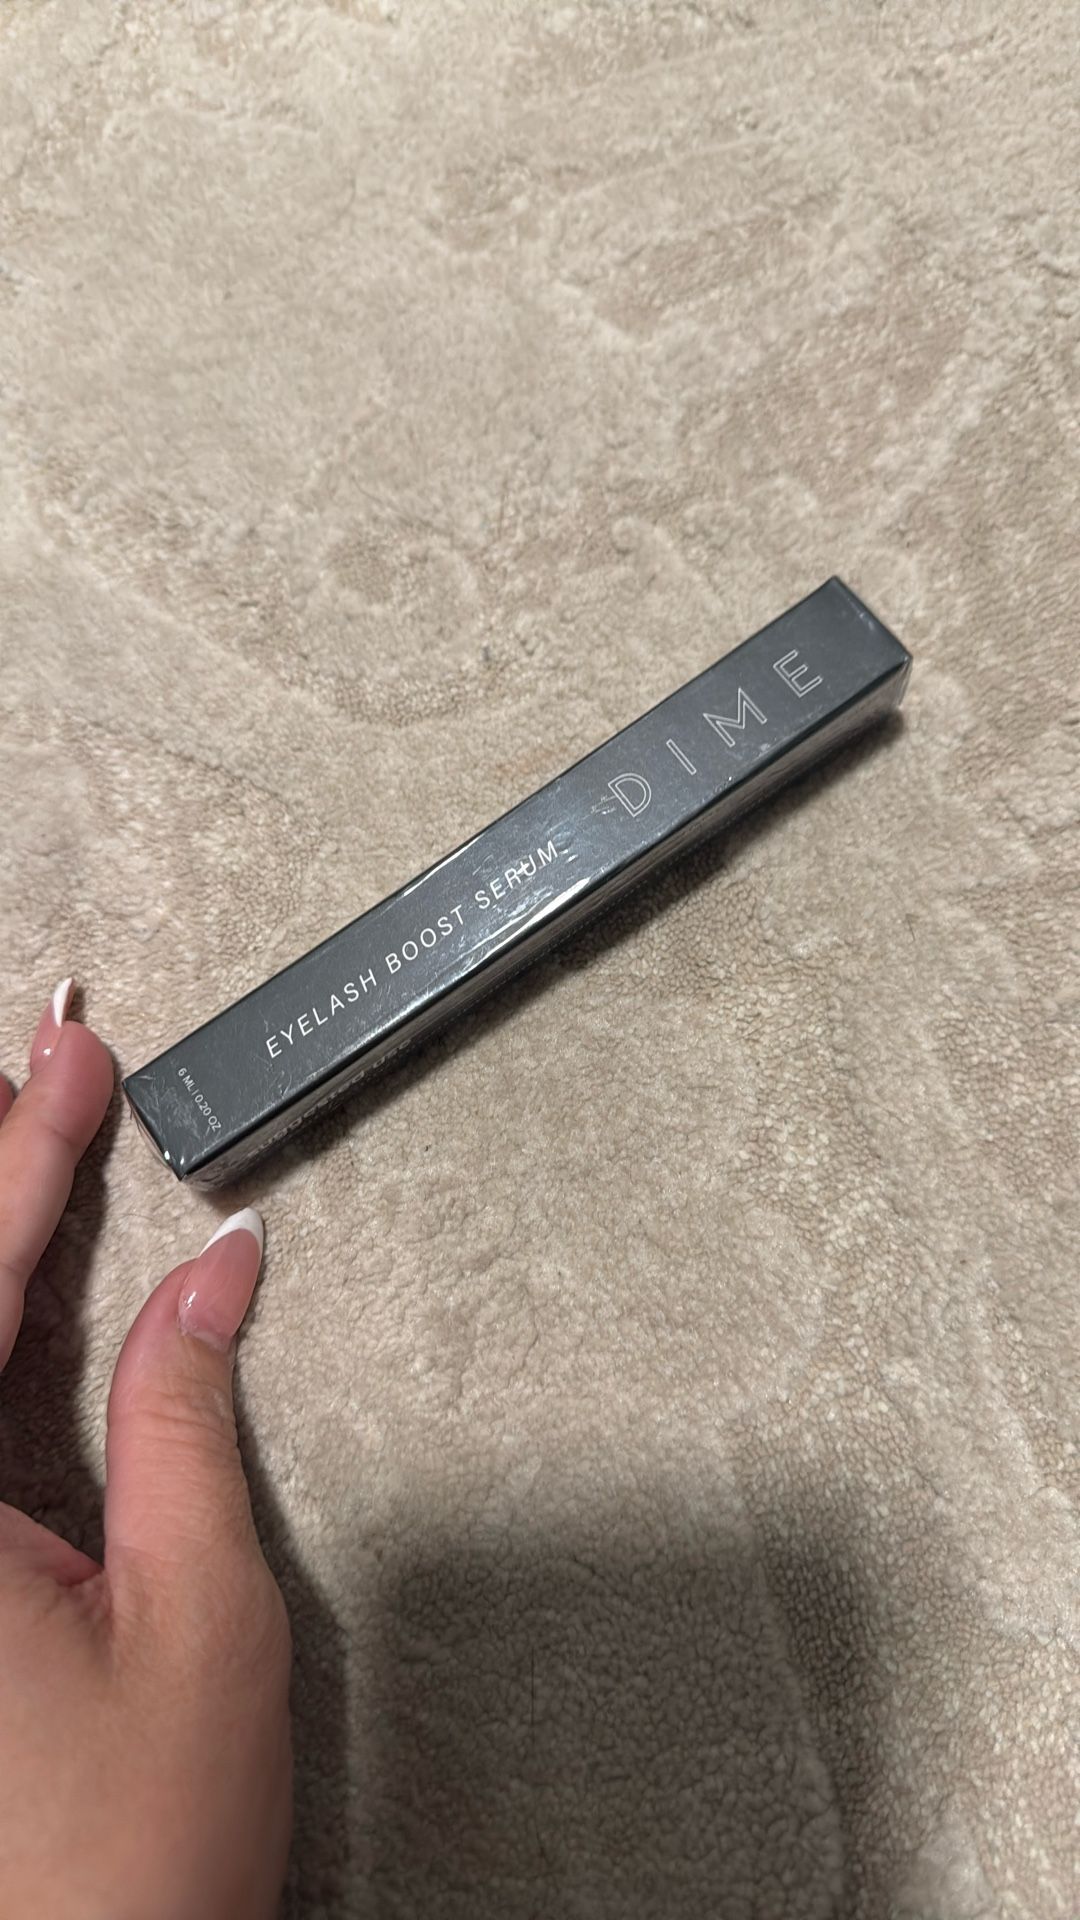 DIME
EYELASH BOOST SERUM
6 ML | 0.20 OZ